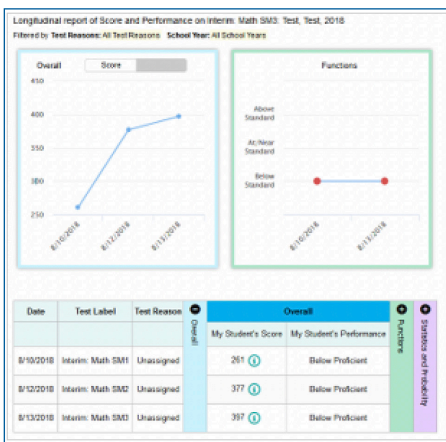 Longitudinal report of Score and Performance on Interim: Math SM3: Test, Test, 2018
Filtered by Test Reasons: All Test Reasons School Year: All School Years
Overall
Score
450
400
350
300
250
8/10/2018
8/12/2018
8/13/2018
Functions
Above
Standard
At/Near
Standard
Below
Standard
8/10/2018
8/13/2018
Date Test Label Test Reason Overall Overall Functions Statistics and Probability
My Student's Score My Student's Performance
8/10/2018 Interim: Math SM1 Unassigned 261 Below Proficient
8/12/2018 Interim: Math SM2 Unassigned 377 Below Proficient
8/13/2018 Interim: Math SM3 Unassigned 397 Below Proficient